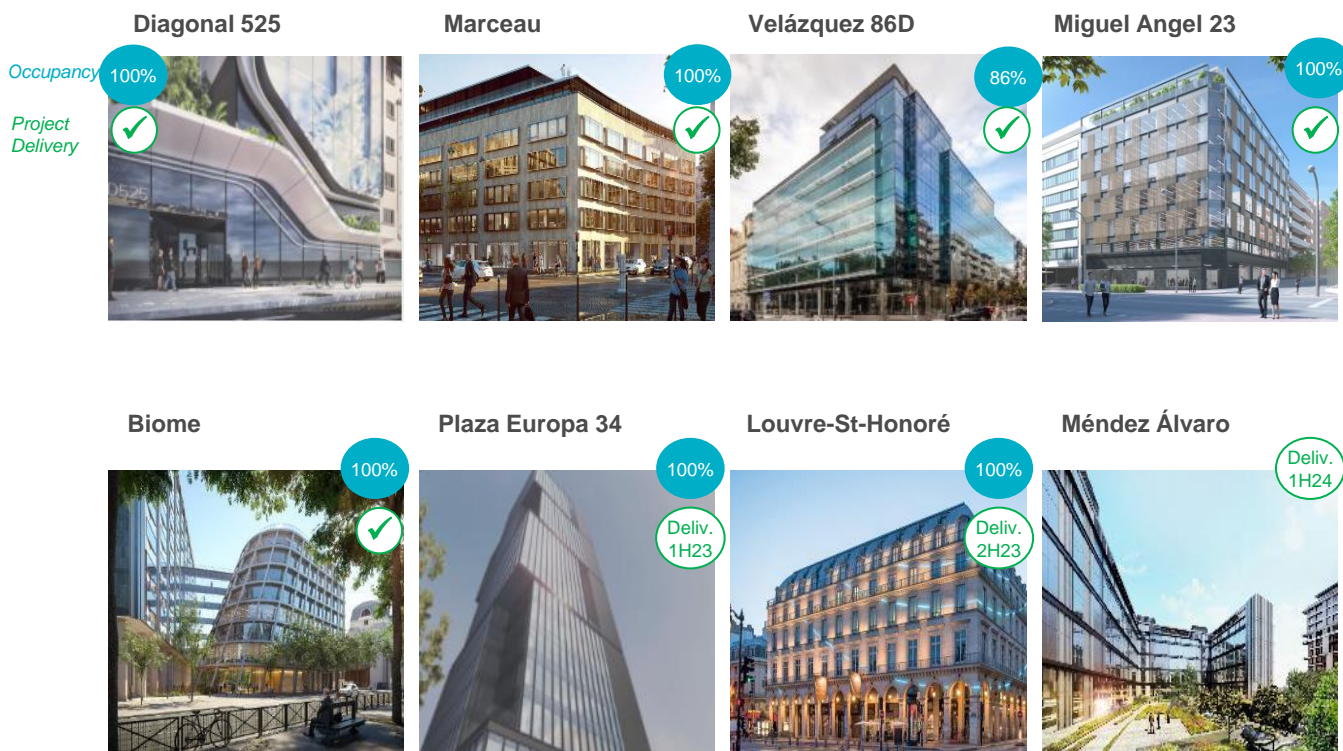 Diagonal 525
Marceau
Velázquez 86D
Miguel Angel 23
Occupancy
100%
100%
86%
100%
Project
Delivery
D525
Biome
Plaza Europa 34
Louvre-St-Honoré
Méndez Álvaro
100%
100%
100%
Deliv.
1H24
Deliv.
1H23
Deliv.
2H23